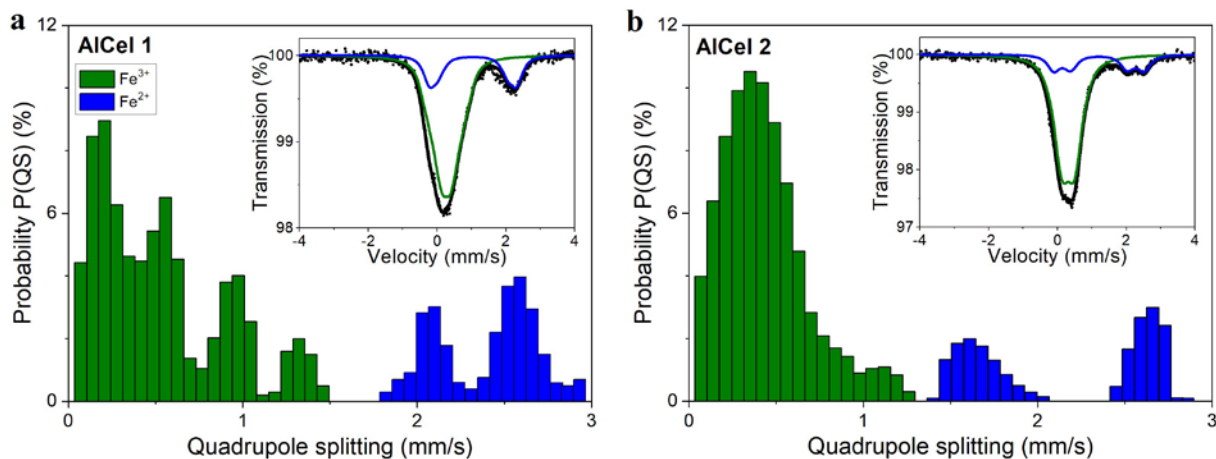 a
AlCel 1
Fe3+
Fe2+
Probability P(QS) (%)
12
6
0
0
1
2
3
Quadrupole splitting (mm/s)
Transmission (%)
100
99
98
-4
-2
0
2
4
Velocity (mm/s)
b
AlCel 2
Probability P(QS) (%)
12
6
0
0
1
2
3
Quadrupole splitting (mm/s)
Transmission (%)
100
99
98
97
-4
-2
0
2
4
Velocity (mm/s)